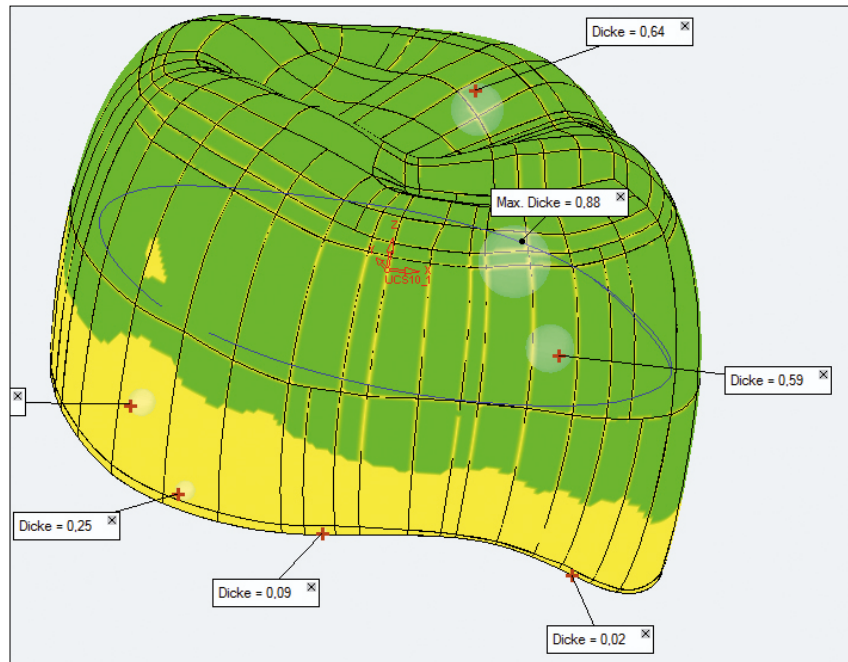 Dicke = 0,64
Max. Dicke = 0,88
Z
X
UCS10_1
Dicke = 0,59
Dicke = 0,25
Dicke = 0,09
Dicke = 0,02